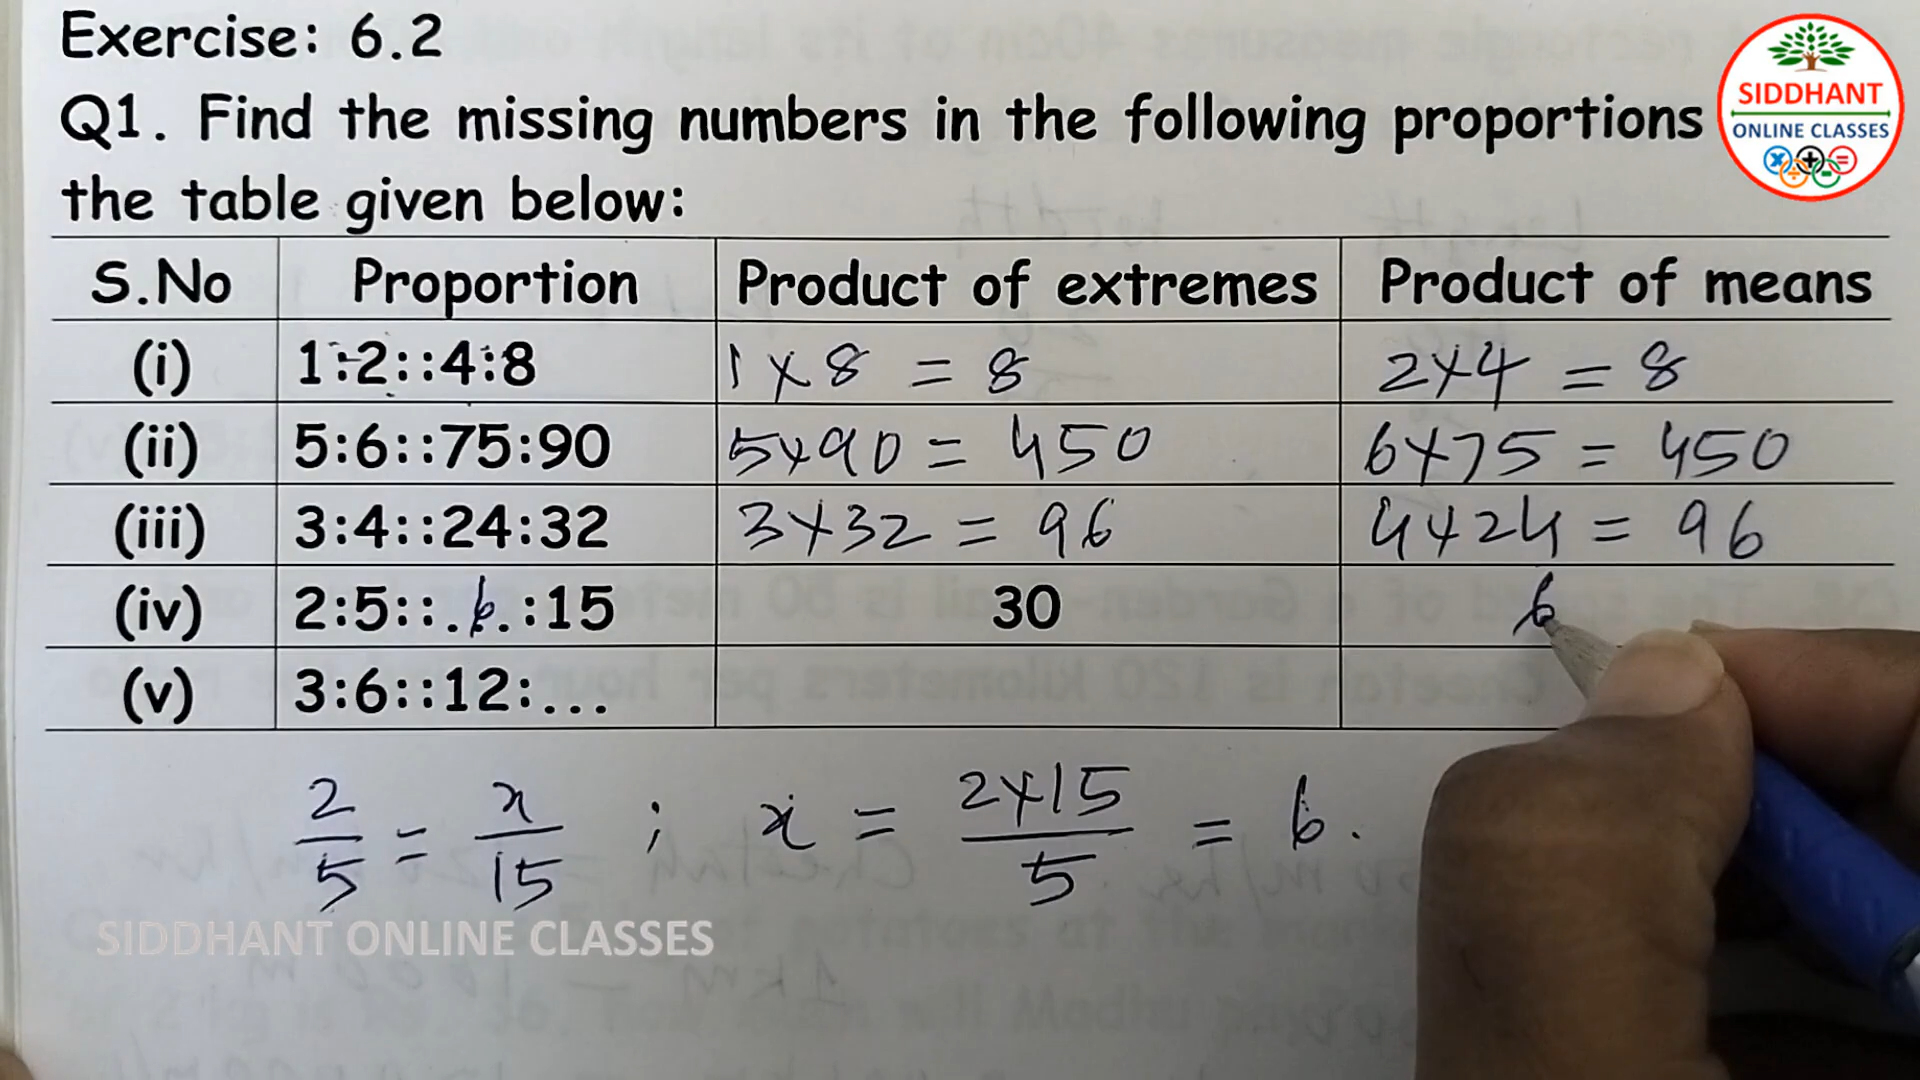 Exercise: 6.2
Q1. Find the missing numbers in the following proportions
the table given below:
SIDDHANT
ONLINE CLASSES
S.No Proportion Product of extremes Product of means
(i) 1:2::4:8 1 × 8 = 8 2×4 = 8
(ii) 5:6::75:90 5×90 = 450 6×75 = 450
(iii) 3:4::24:32 3×32 = 96 4×24 = 96
(iv) 2:5::.6.:15 30 6
(v) 3:6::12:...
2/5 = x/15 ; x = 2×15/5 = 6.
SIDDHANT ONLINE CLASSES